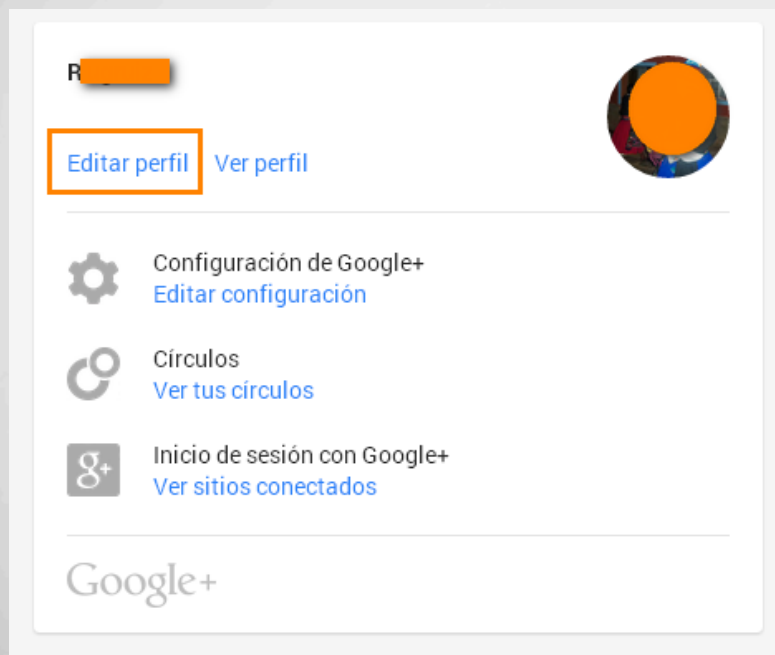 Editar perfil Ver perfil
Configuración de Google+
Editar configuración
Círculos
Ver tus círculos
g+ Inicio de sesión con Google+
Ver sitios conectados
Google+